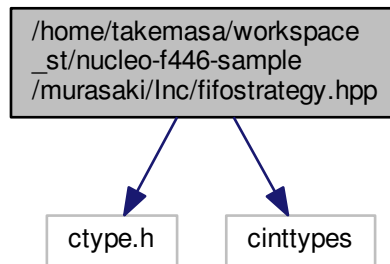 /home/takemasa/workspace
_st/nucleo-f446-sample
/murasaki/Inc/fifostrategy.hpp
ctype.h
cinttypes